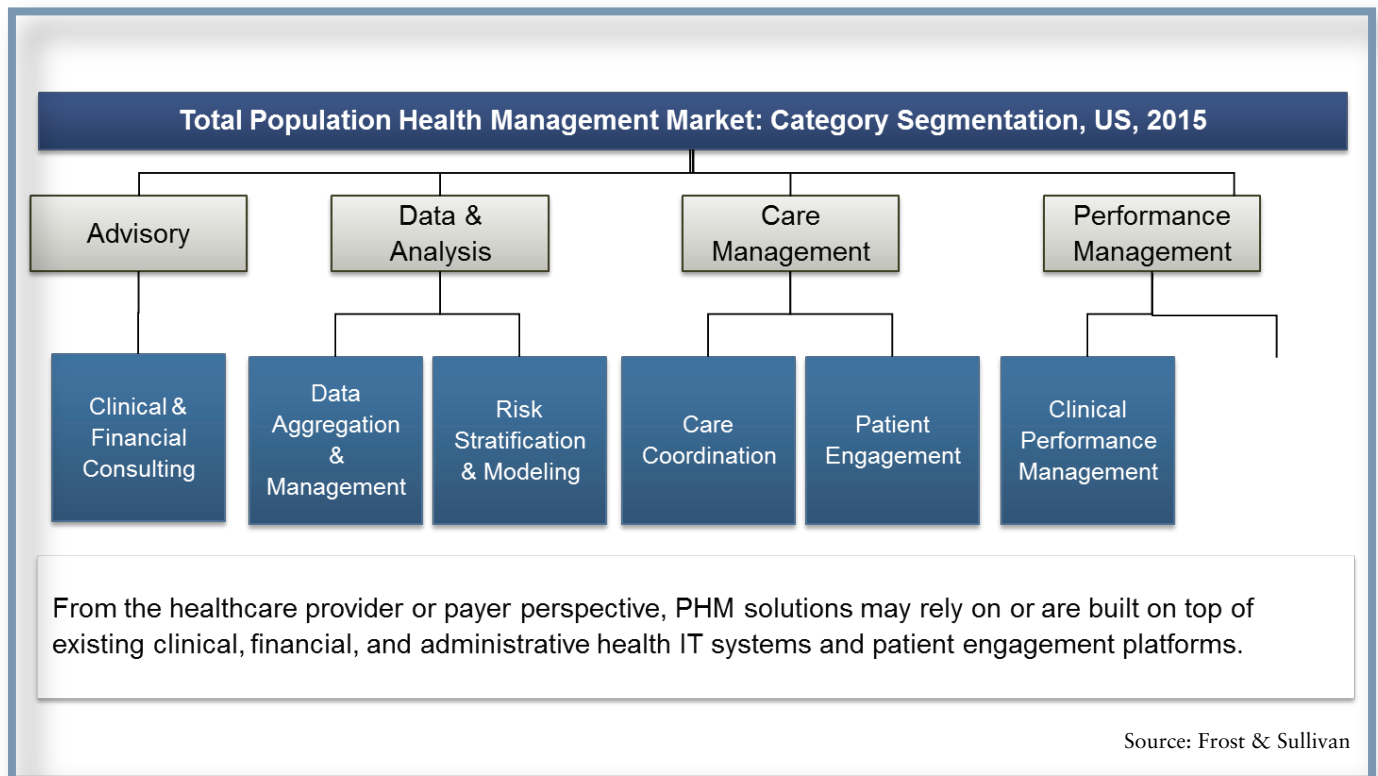 Total Population Health Management Market: Category Segmentation, US, 2015
Advisory
Data &
Analysis
Care
Management
Performance
Management
Clinical &
Financial
Consulting
Data
Aggregation
&
Management
Risk
Stratification
& Modeling
Care
Coordination
Patient
Engagement
Clinical
Performance
Management
From the healthcare provider or payer perspective, PHM solutions may rely on or are built on top of
existing clinical, financial, and administrative health IT systems and patient engagement platforms.
Source: Frost & Sullivan